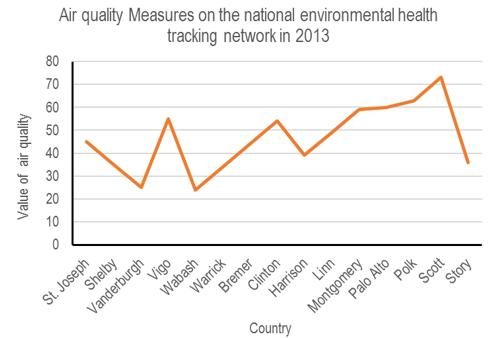 Air quality Measures on the national environmental health
tracking network in 2013
80
70
60
50
40
30
20
10
0
Value of air quality
St. Joseph
Shelby
Vanderburgh
Vigo
Wabash
Warrick
Bremer
Clinton
Harrison
Linn
Montgomery
Palo Alto
Polk
Scott
Story
Country